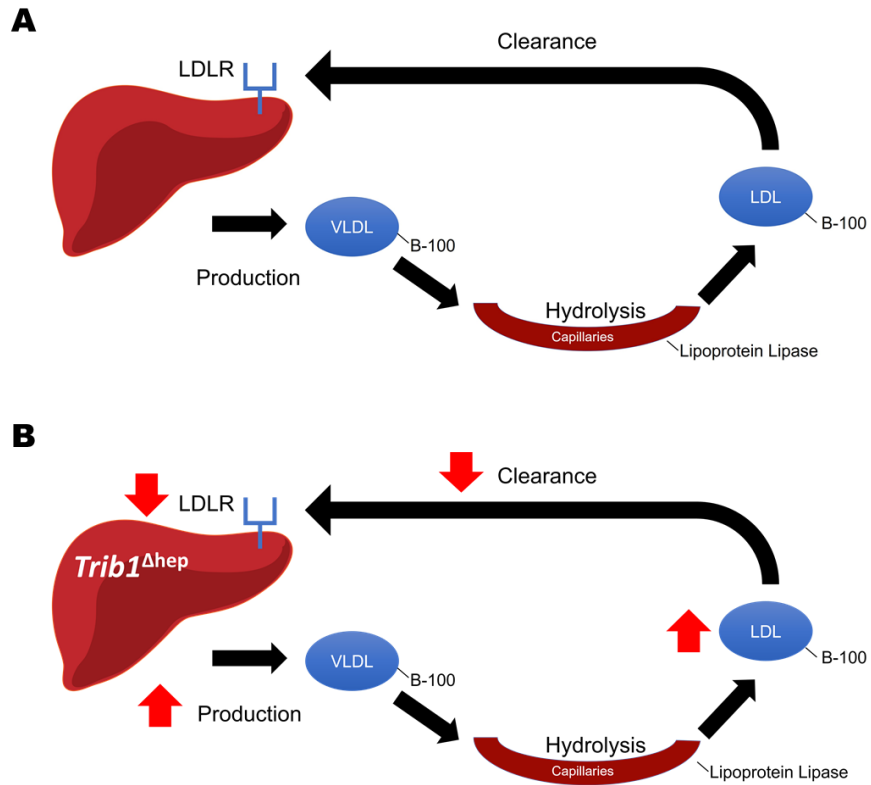 A
Clearance
LDLR
LDL
B-100
VLDL
B-100
Production
Hydrolysis
Capillaries
Lipoprotein Lipase
B
Clearance
LDLR
Trib1Δhep
LDL
B-100
VLDL
B-100
Production
Hydrolysis
Capillaries
Lipoprotein Lipase